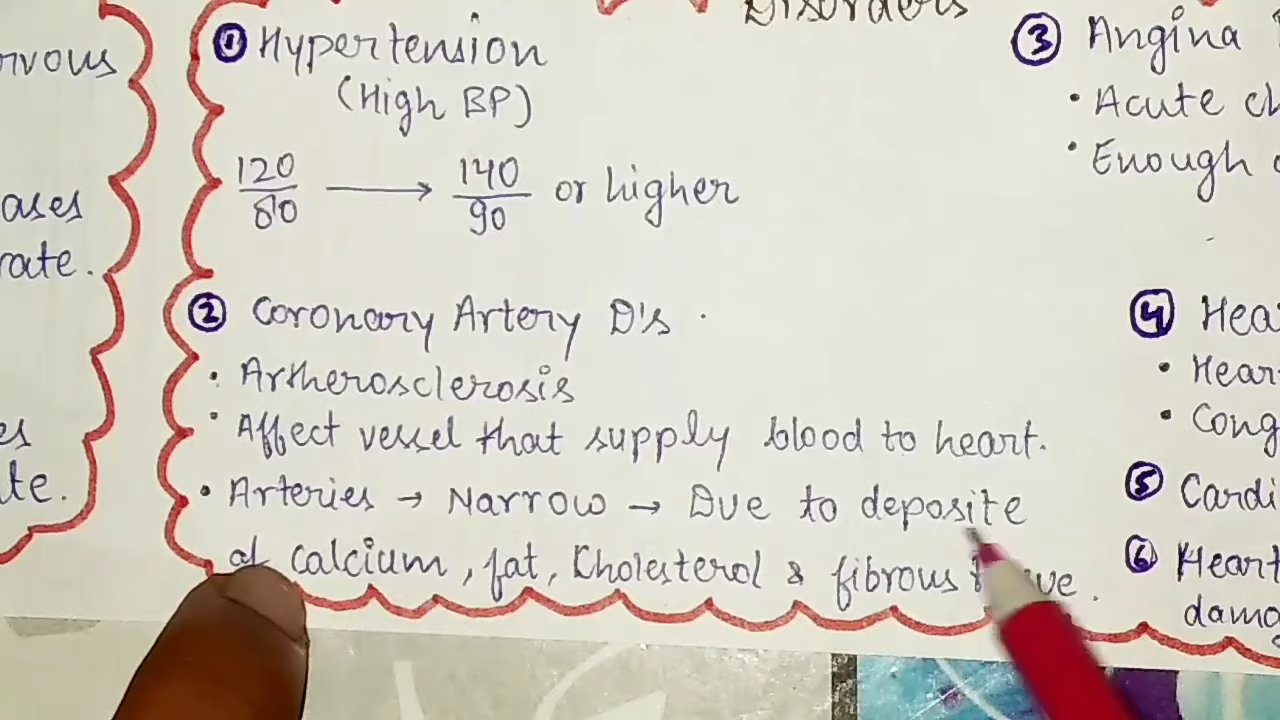 Disorders
rvous
ases
rate.
es
te.
① Hypertension
(High BP)
120/80 → 140/90 or higher
② Coronary Artery D's .
• Artherosclerosis
• Affect vessel that supply blood to heart.
• Arteries → Narrow → Due to deposite
of calcium, fat, Cholesterol & fibrous
③ Angina
• Acute ch
• Enough
④ Hea
• Hear
• Cong
⑤ Cardi
⑥ Heart
damag